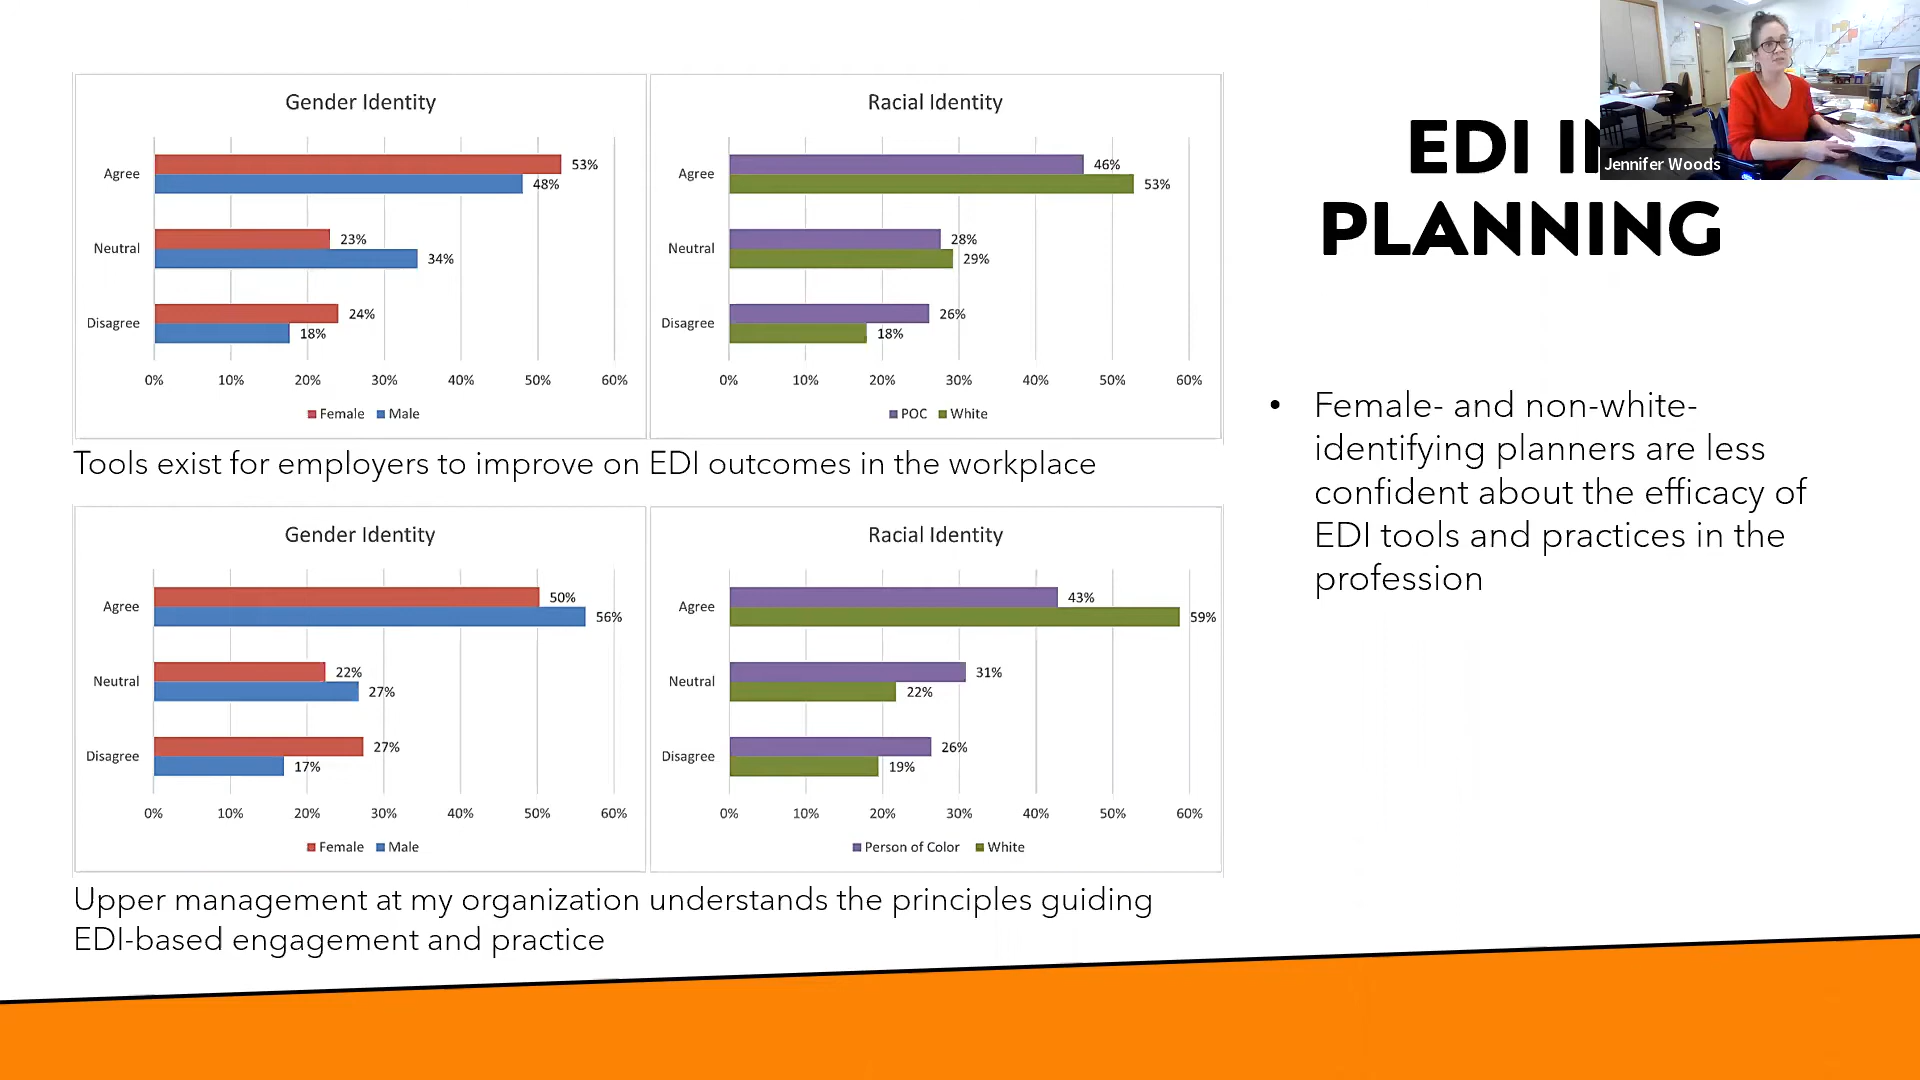 Gender Identity
Agree
53%
48%
Neutral
23%
34%
Disagree
24%
18%
0% 10% 20% 30% 40% 50% 60%
Female Male
Racial Identity
Agree
46%
53%
Neutral
28%
29%
Disagree
26%
18%
0% 10% 20% 30% 40% 50% 60%
POC White
Tools exist for employers to improve on EDI outcomes in the workplace
Gender Identity
Agree
50%
56%
Neutral
22%
27%
Disagree
27%
17%
0% 10% 20% 30% 40% 50% 60%
Female Male
Racial Identity
Agree
43%
59%
Neutral
31%
22%
Disagree
26%
19%
0% 10% 20% 30% 40% 50% 60%
Person of Color White
Upper management at my organization understands the principles guiding
EDI-based engagement and practice
EDI
PLANNING
Jennifer Woods
• Female- and non-white-
identifying planners are less
confident about the efficacy of
EDI tools and practices in the
profession